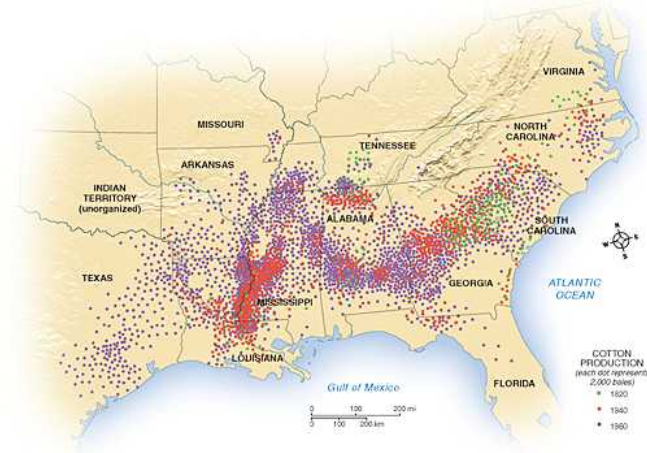 VIRGINIA
MISSOURI
NORTH
CAROLINA
TENNESSEE
ARKANSAS
INDIAN
TERRITORY
(unorganized)
ALABAMA
SOUTH
CAROLINA
TEXAS
GEORGIA
MISSISSIPPI
ATLANTIC
OCEAN
LOUISIANA
FLORIDA
Gulf of Mexico
0 100 200 mi
0 100 200 km
N
E
S
W
COTTON
PRODUCTION
(each dot represents
2,000 bales)
1820
1840
1860